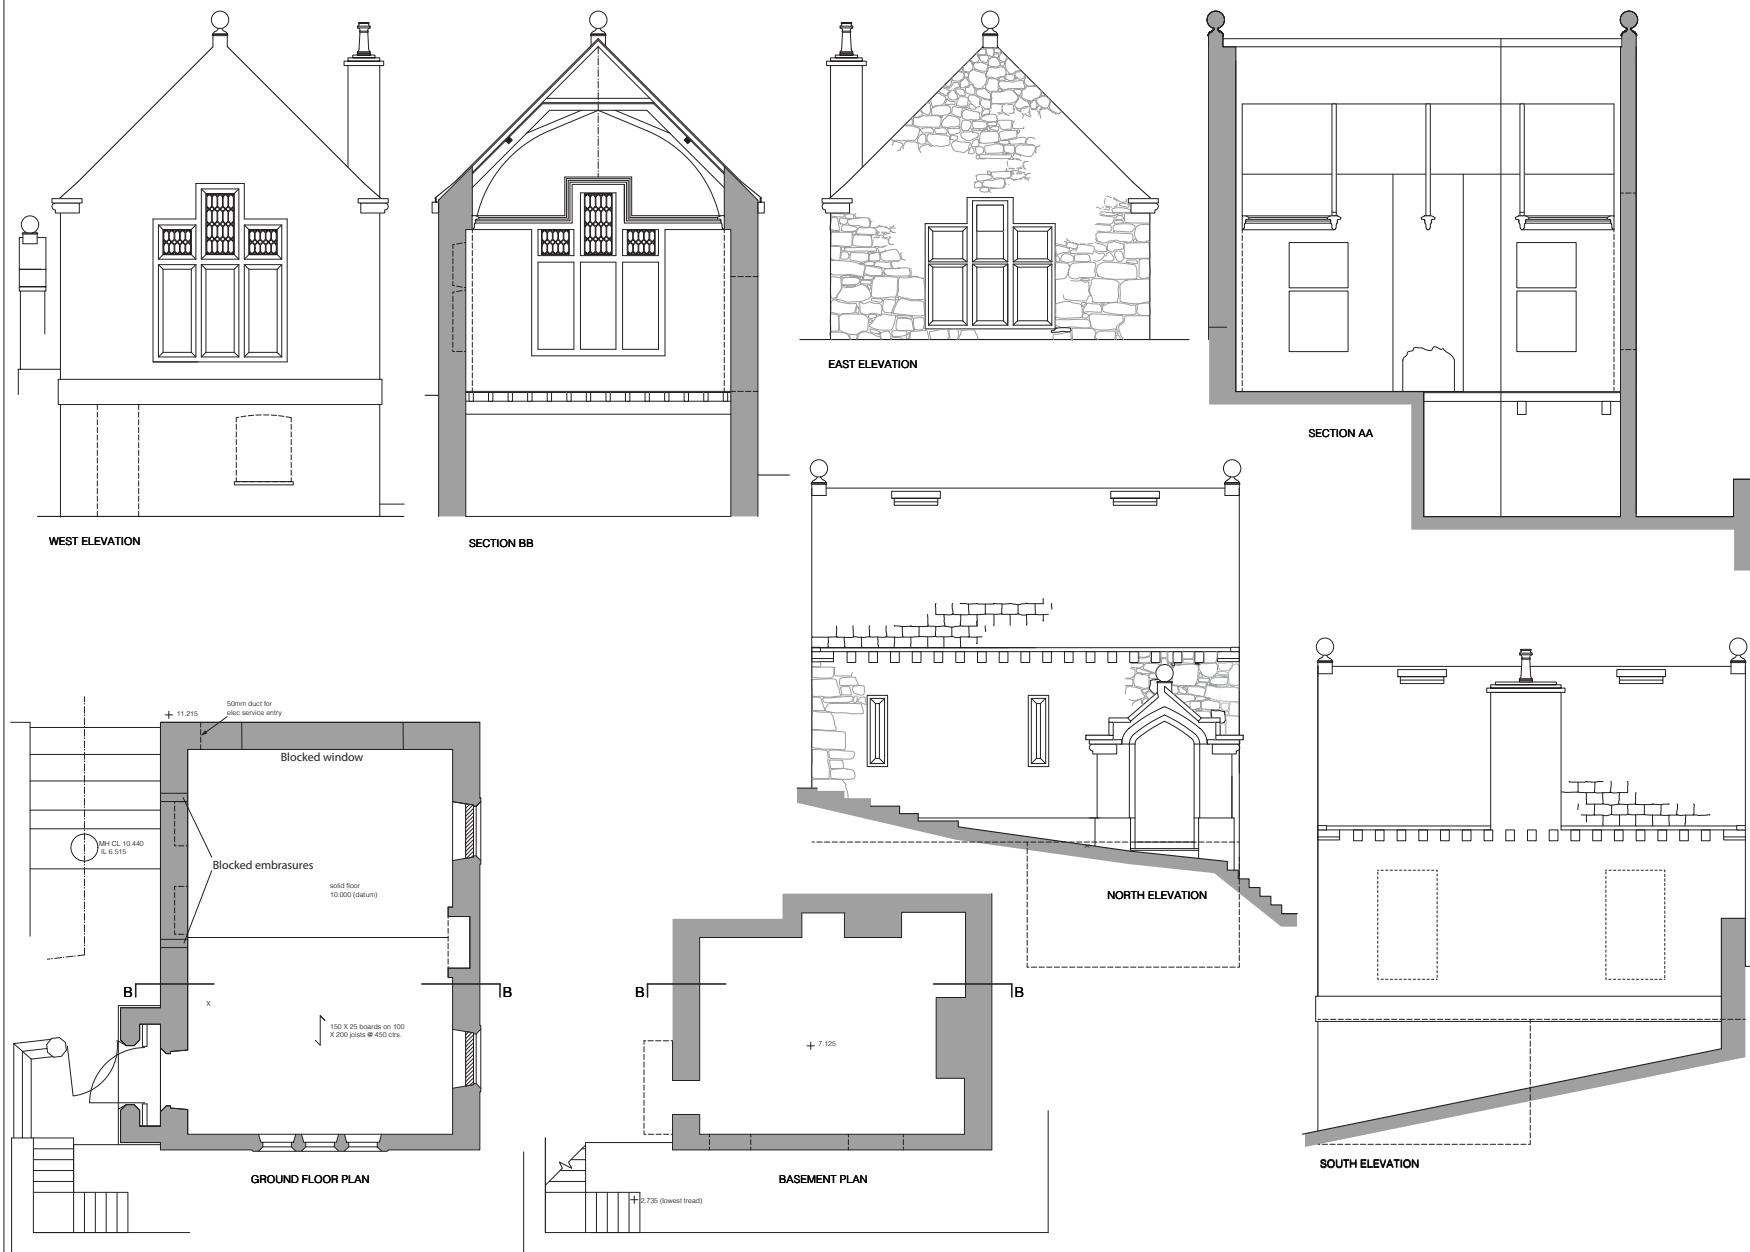 WEST ELEVATION
SECTION BB
EAST ELEVATION
SECTION AA
NORTH ELEVATION
SOUTH ELEVATION
11.215
50mm duct for
elec service entry
Blocked window
MH CL 10.440
IL 6.515
Blocked embrasures
solid floor
10.000 (datum)
B
B
x
150 X 25 boards on 100
X 200 joists @ 450 ctrs.
GROUND FLOOR PLAN
B
B
7.125
BASEMENT PLAN
2.735 (lowest tread)